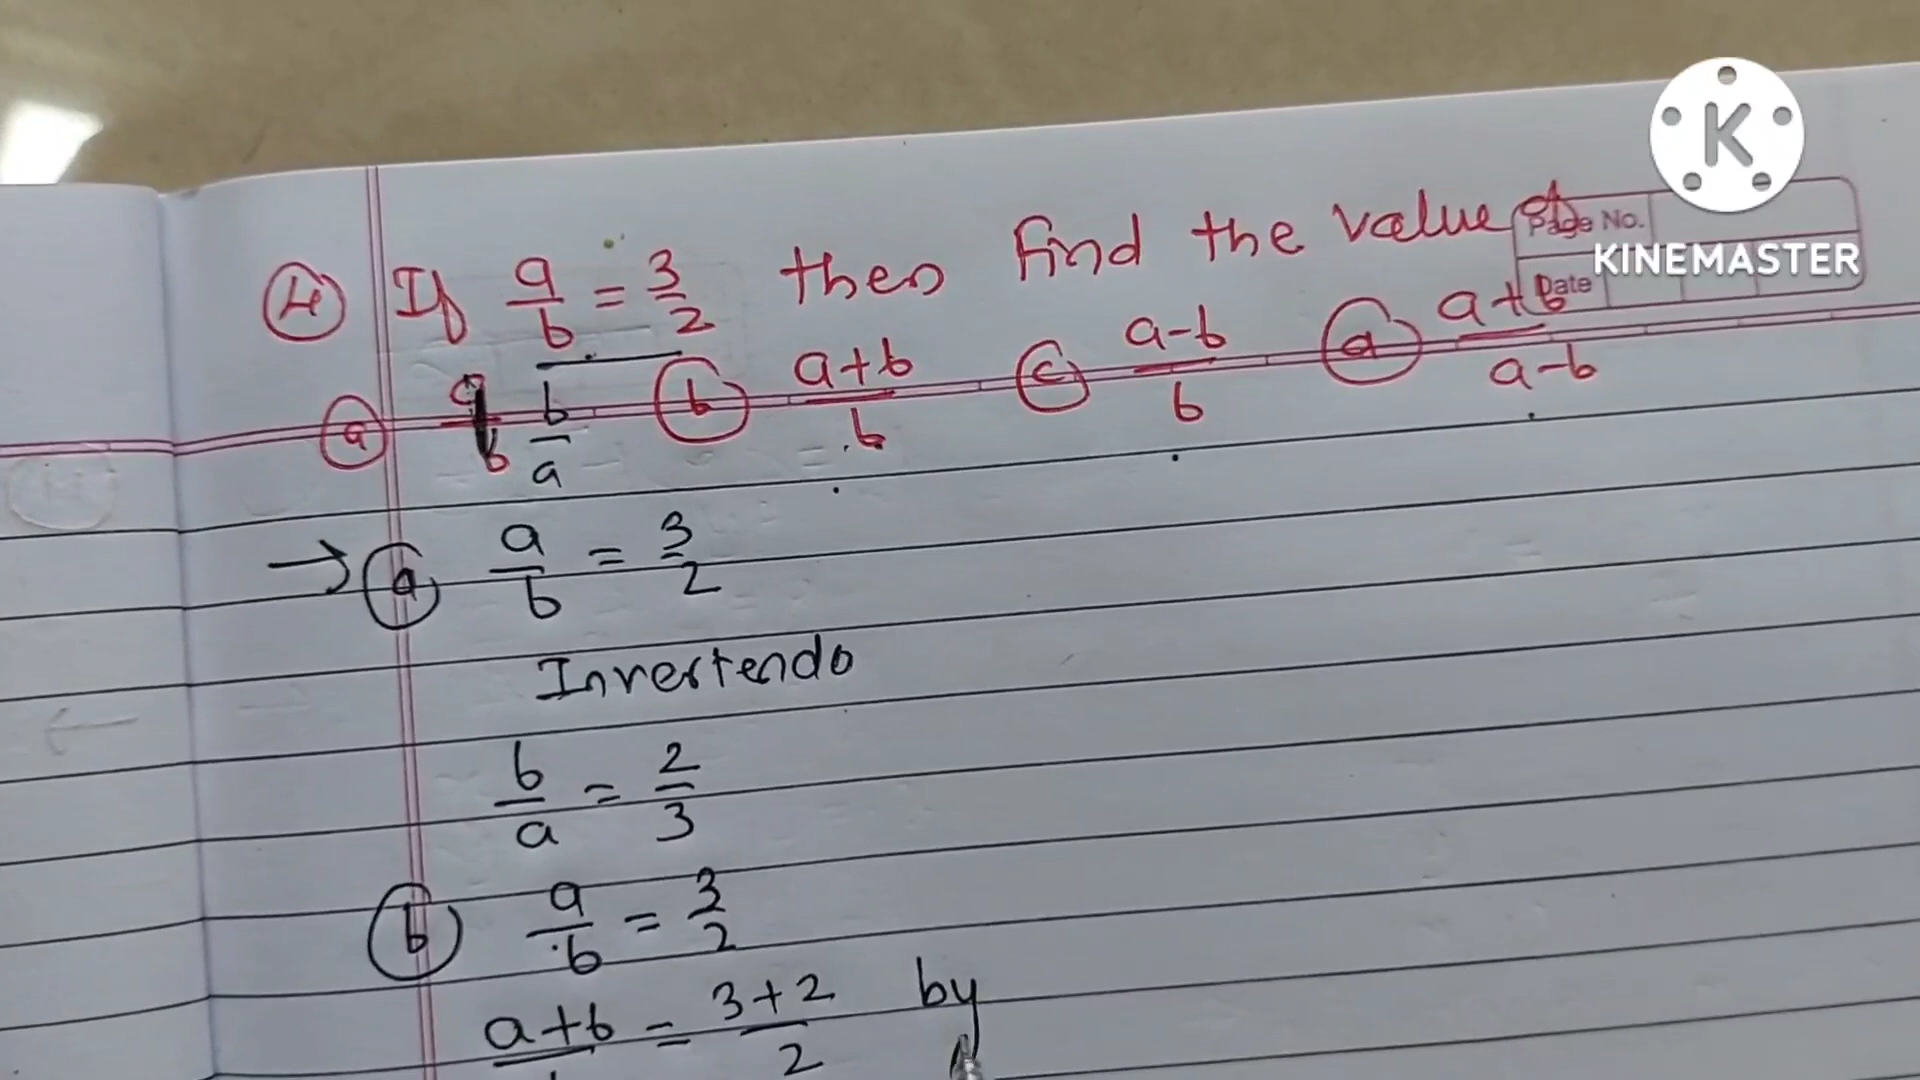 K
KINEMASTER
Page No.
Date
4 If a/b = 3/2 then find the value of
a b/a b a+b/b c a-b/b d a+b/a-b
→ a a/b = 3/2
Invertendo
b/a = 2/3
b a/b = 3/2
a+b/b = 3+2/2 by